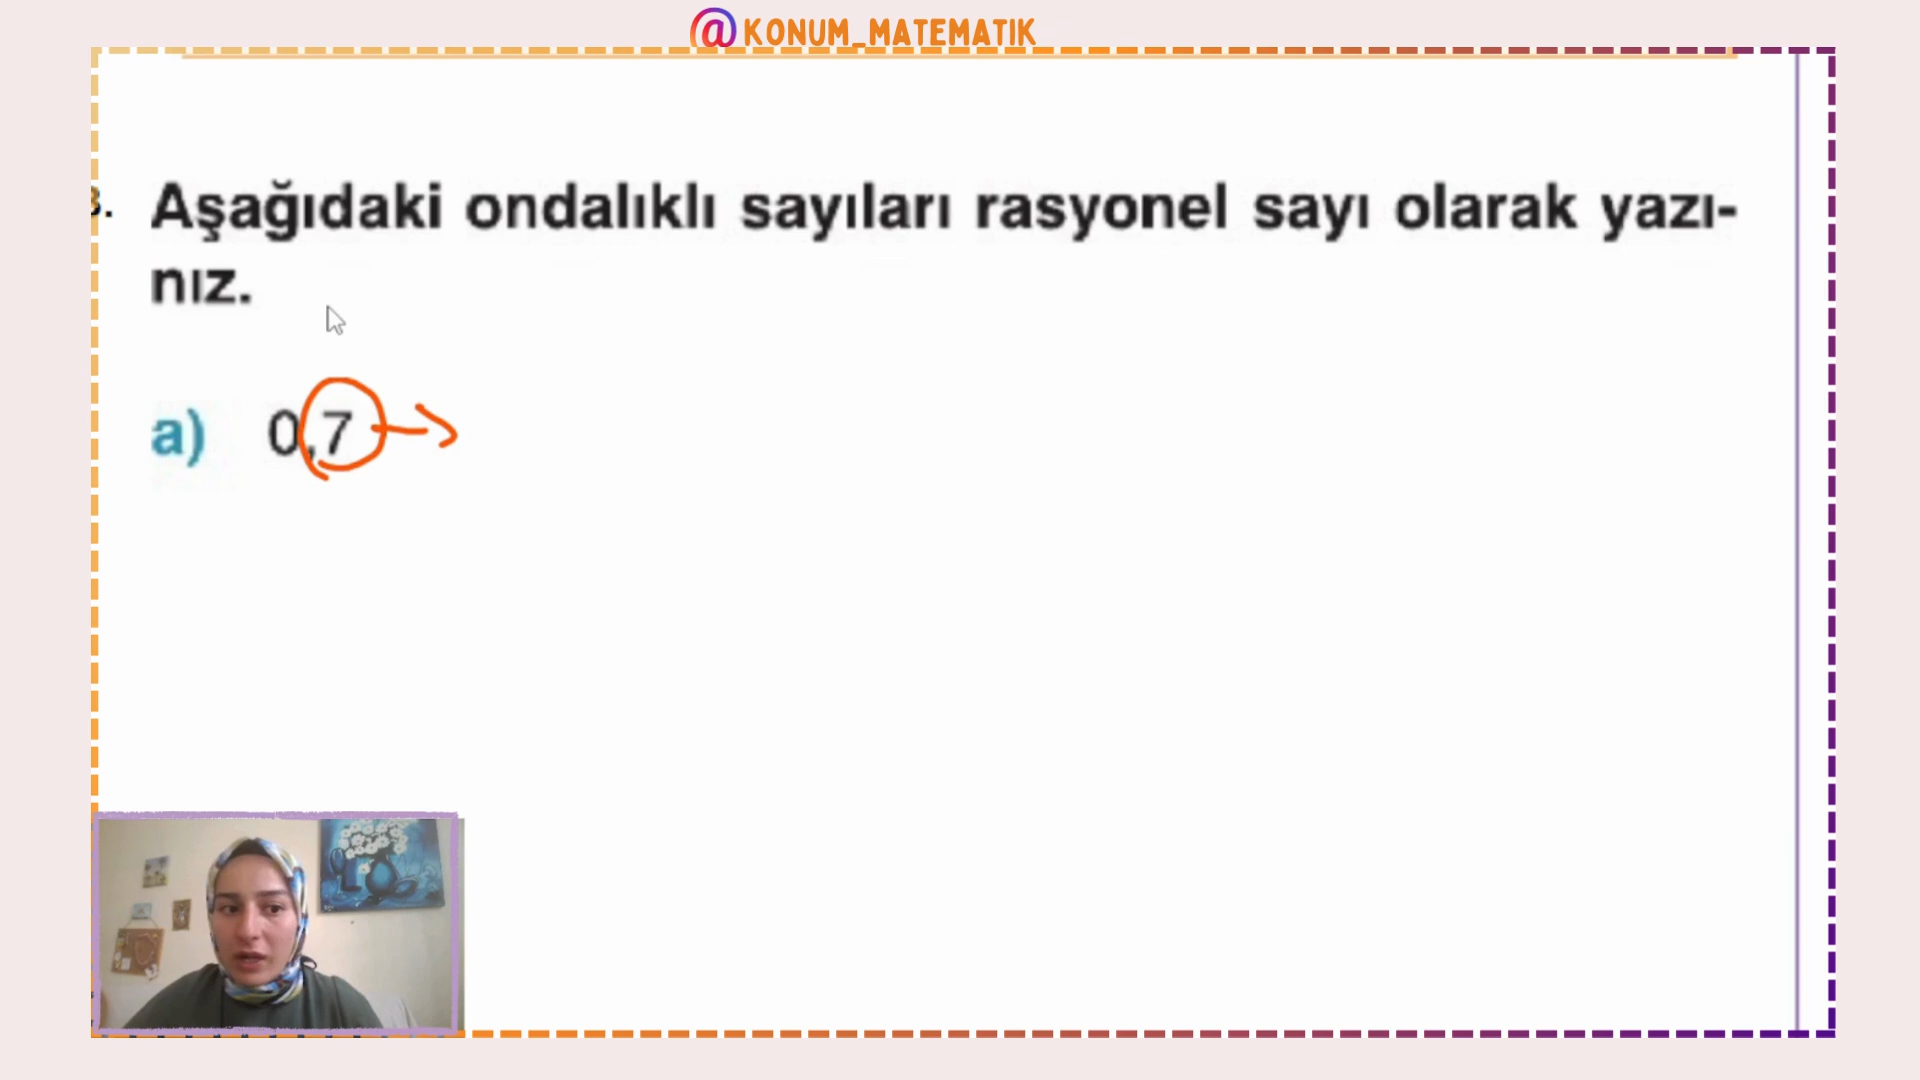 @KONUM_MATEMATIK
3. Aşağıdaki ondalıklı sayıları rasyonel sayı olarak yazı-
nız.
a) 0,7